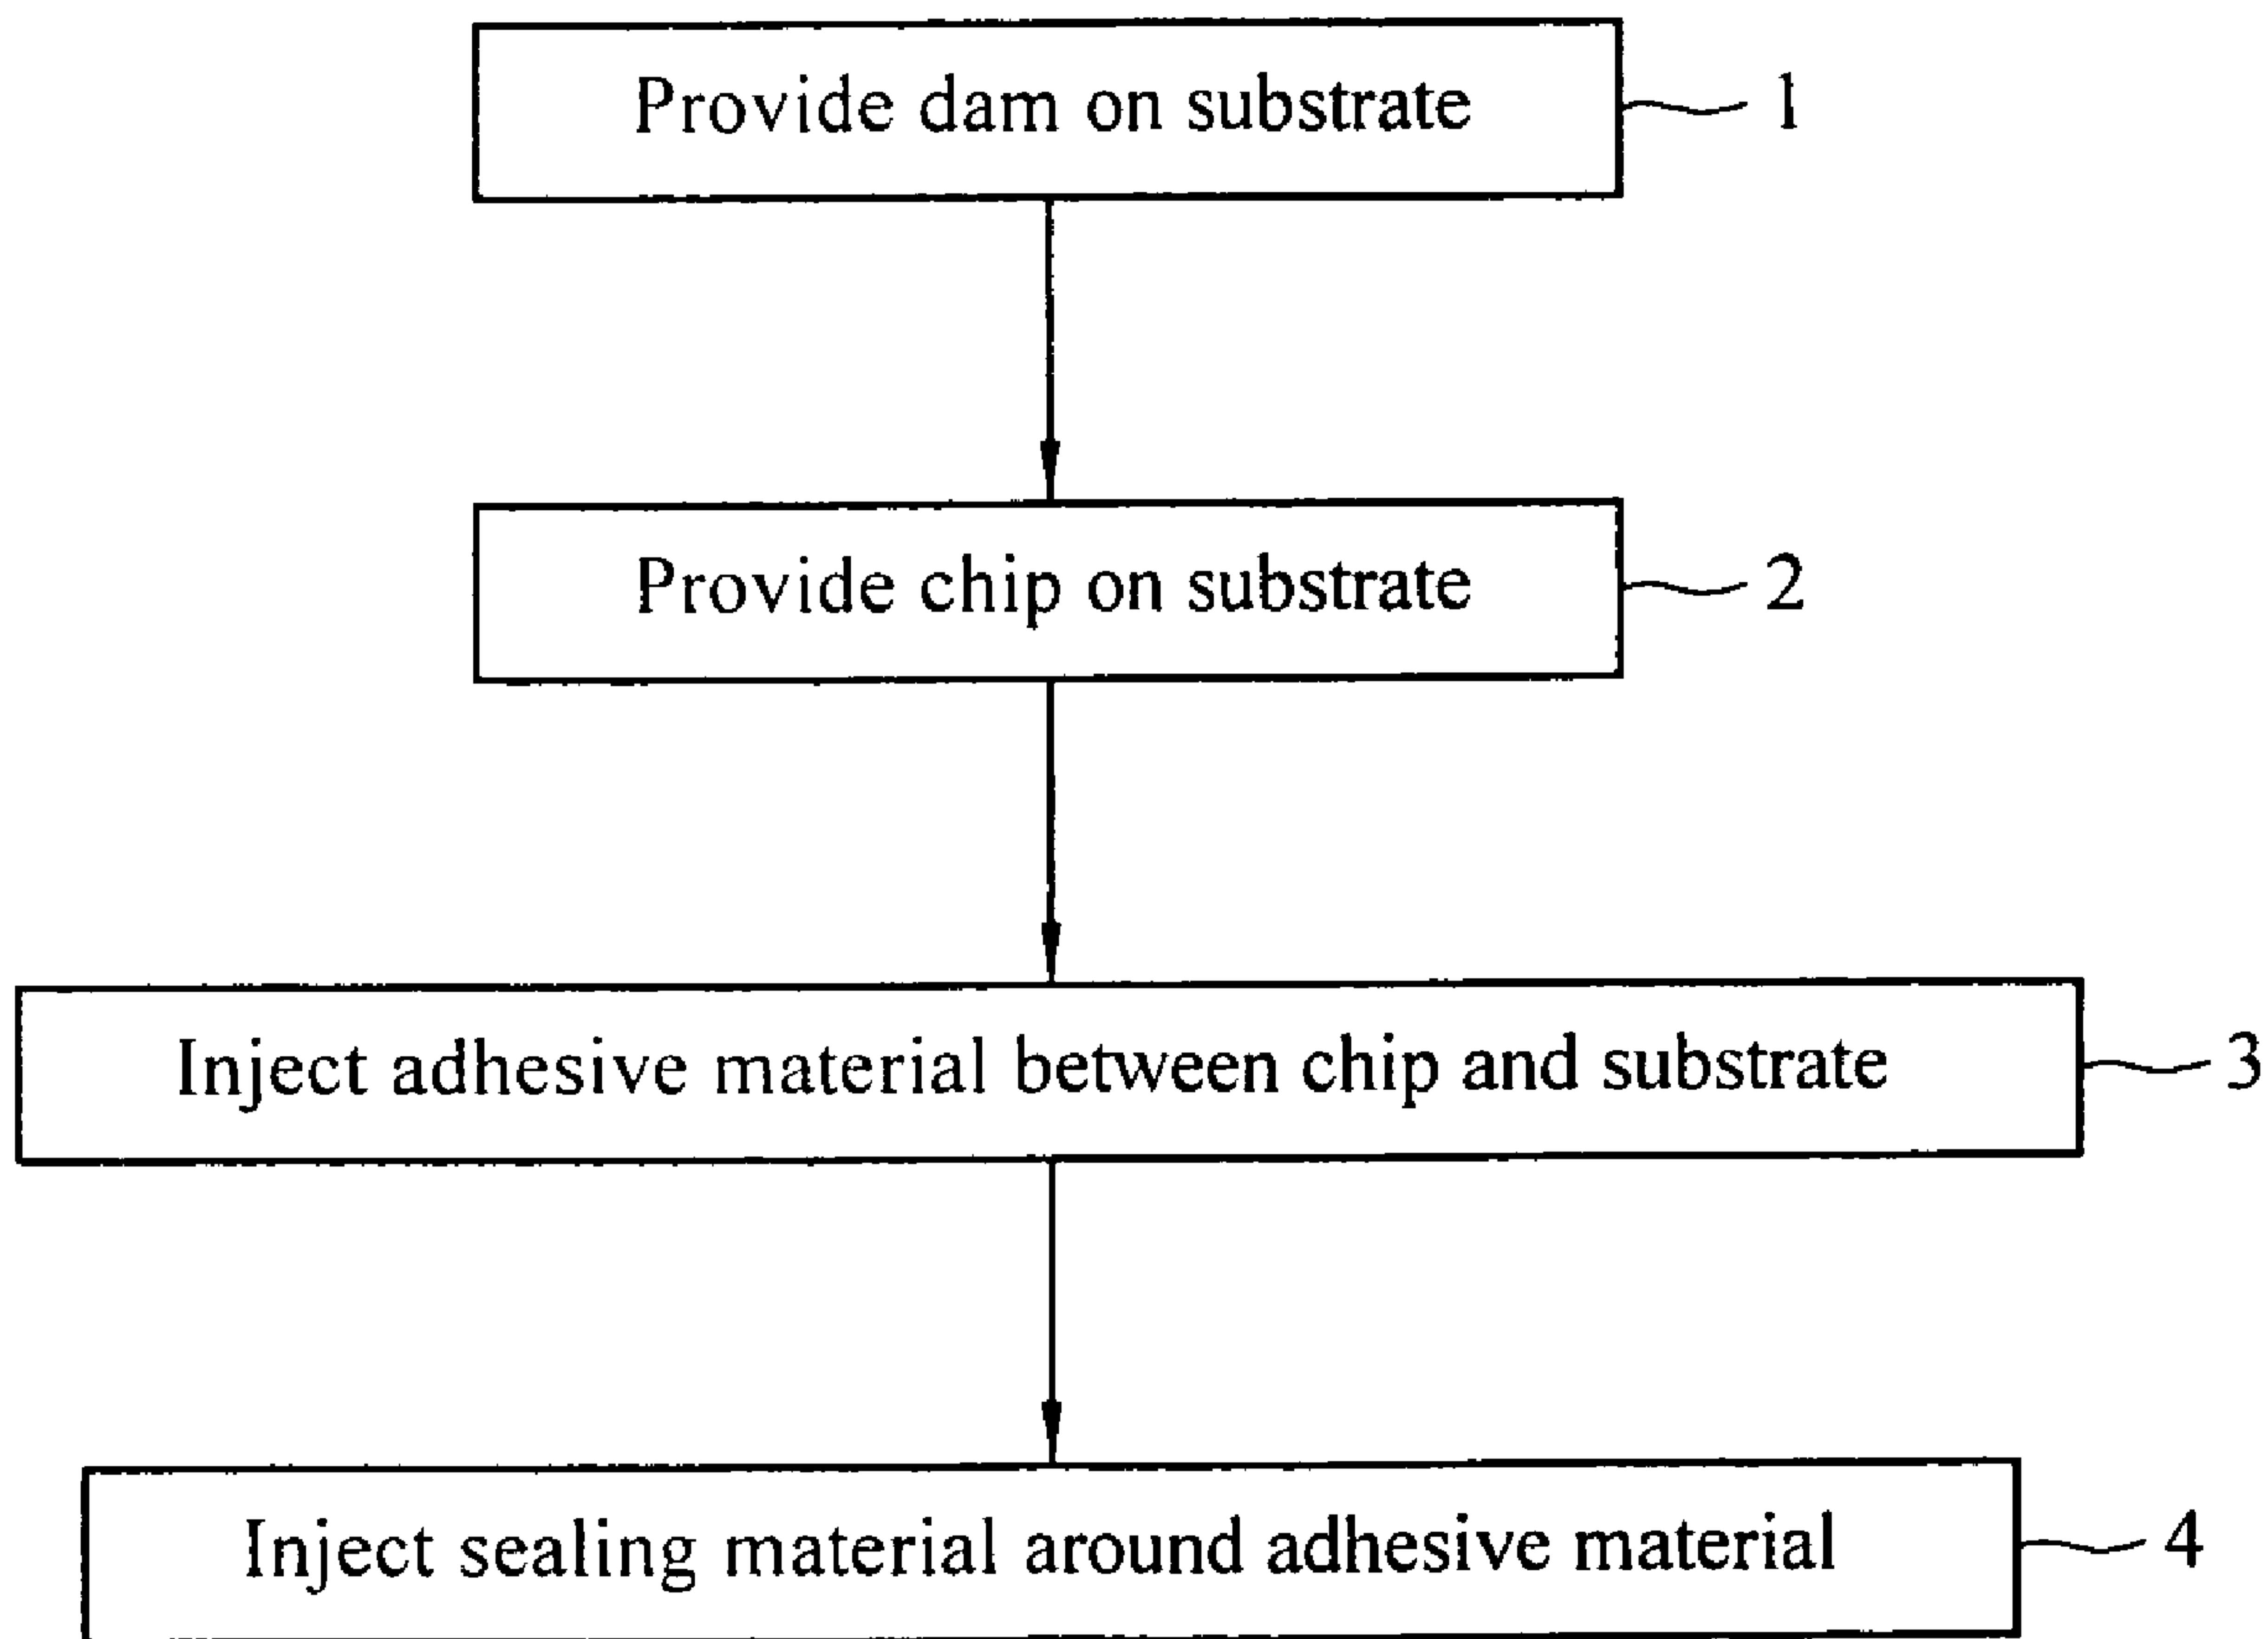 Provide dam on substrate 1
Provide chip on substrate 2
Inject adhesive material between chip and substrate 3
Inject sealing material around adhesive material 4